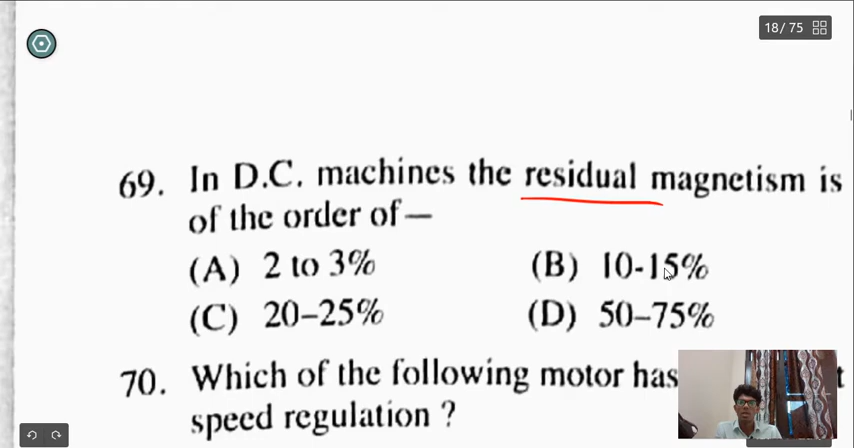 18/ 75
69. In D.C. machines the residual magnetism is
of the order of—
(A) 2 to 3% (B) 10-15%
(C) 20–25% (D) 50–75%
70. Which of the following motor has
speed regulation ?